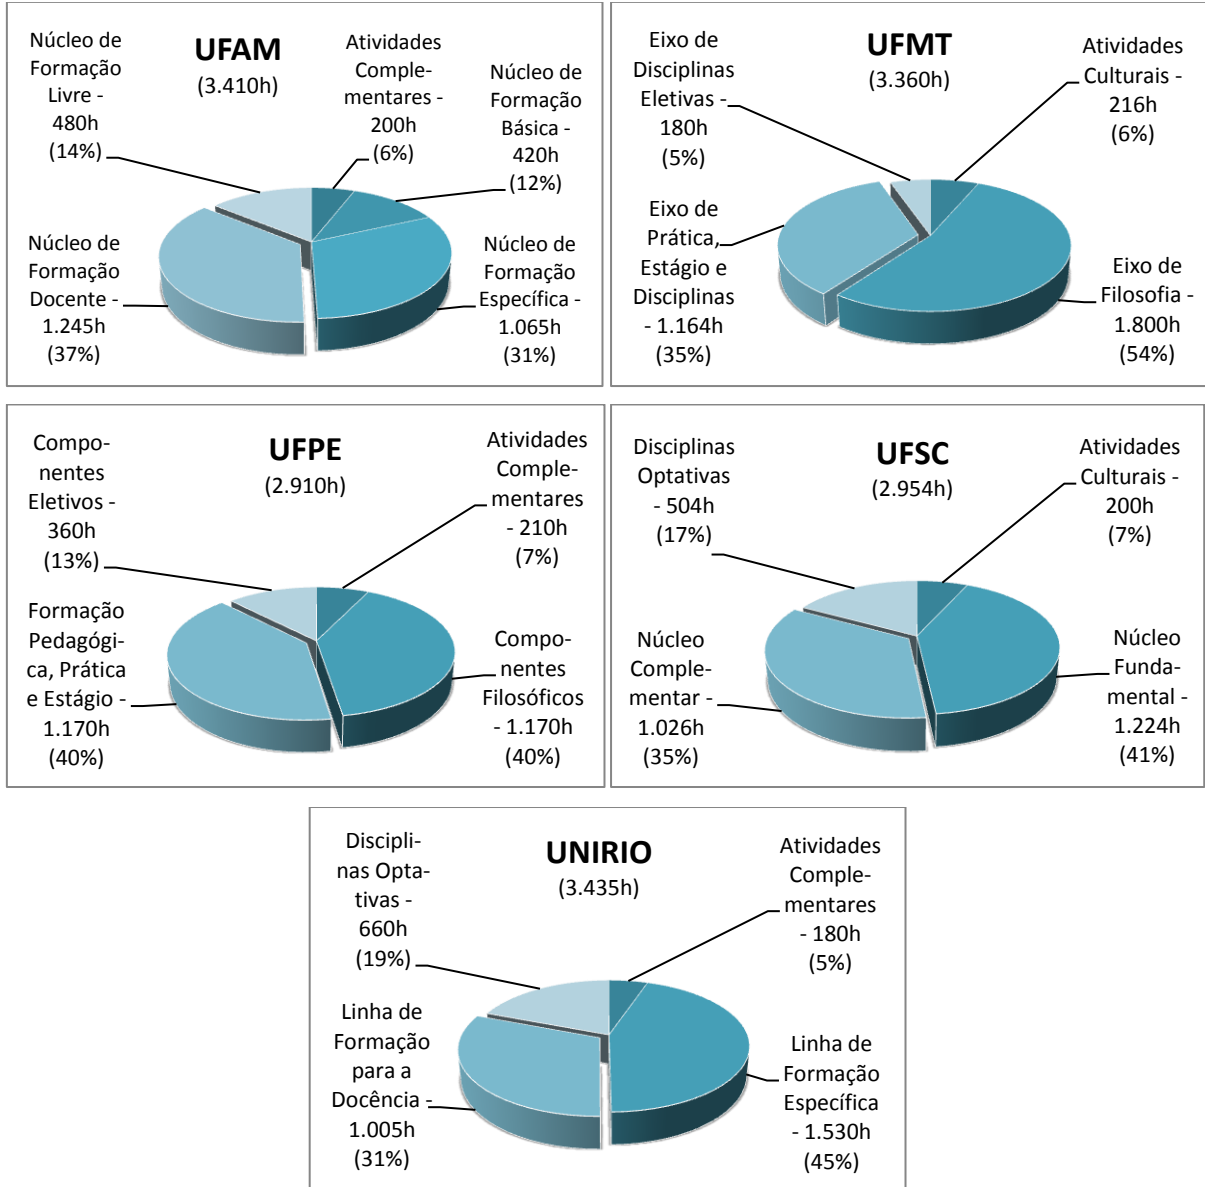 UFAM
(3.410h)
Núcleo de
Formação
Livre -
480h
(14%)
Atividades
Comple-
mentares -
200h
(6%)
Núcleo de
Formação
Básica -
420h
(12%)
Núcleo de
Formação
Docente -
1.245h
(37%)
Núcleo de
Formação
Específica -
1.065h
(31%)
UFMT
(3.360h)
Eixo de
Disciplinas
Eletivas -
180h
(5%)
Atividades
Culturais -
216h
(6%)
Eixo de
Prática,
Estágio e
Disciplinas
- 1.164h
(35%)
Eixo de
Filosofia -
1.800h
(54%)
UFPE
(2.910h)
Compo-
nentes
Eletivos -
360h
(13%)
Atividades
Comple-
mentares
- 210h
(7%)
Formação
Pedagógi-
ca, Prática
e Estágio -
1.170h
(40%)
Compo-
nentes
Filosóficos
- 1.170h
(40%)
UFSC
(2.954h)
Disciplinas
Optativas
- 504h
(17%)
Atividades
Culturais -
200h
(7%)
Núcleo
Comple-
mentar -
1.026h
(35%)
Núcleo
Funda-
mental -
1.224h
(41%)
UNIRIO
(3.435h)
Discipli-
nas Opta-
tivas -
660h
(19%)
Atividades
Comple-
mentares
- 180h
(5%)
Linha de
Formação
para a
Docência -
1.005h
(31%)
Linha de
Formação
Específica
- 1.530h
(45%)